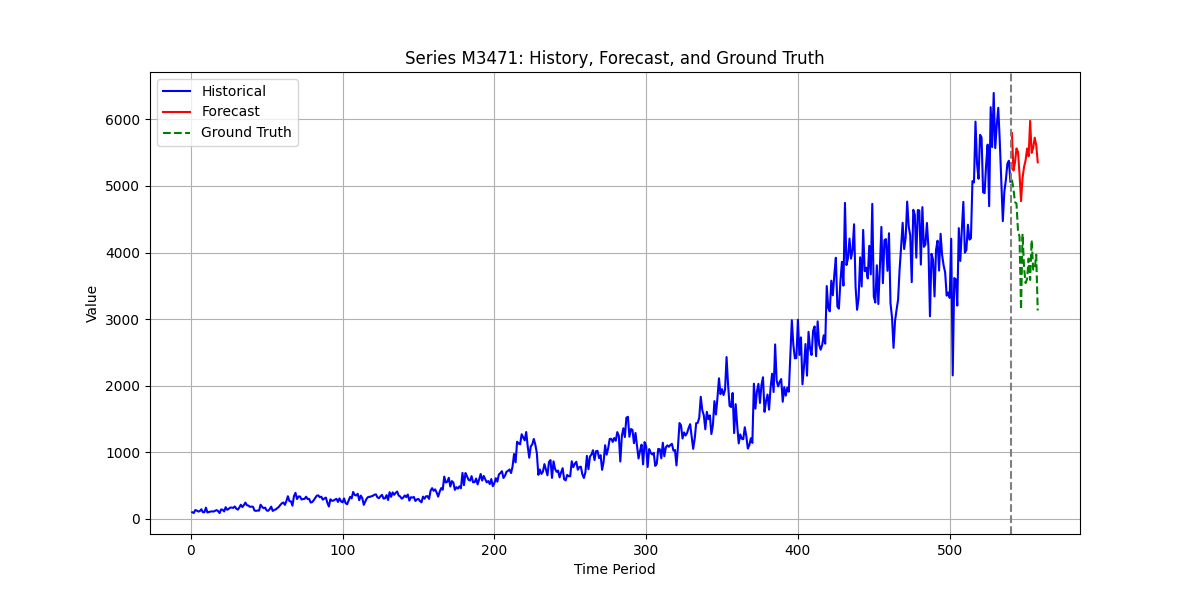 Series M3471: History, Forecast, and Ground Truth
Historical
Forecast
Ground Truth
6000
5000
4000
3000
2000
1000
0
Value
0 100 200 300 400 500
Time Period